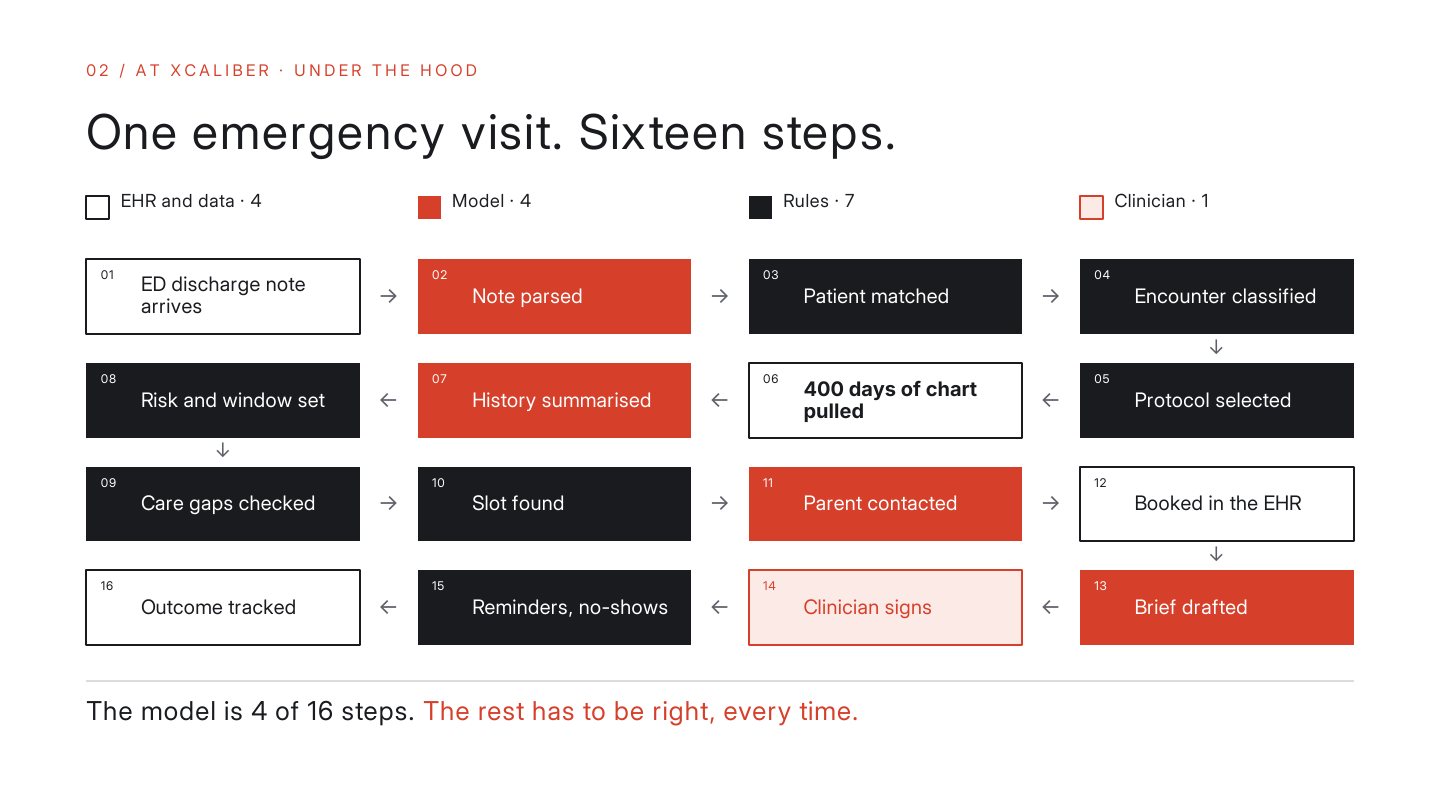 02 / AT XCALIBER · UNDER THE HOOD
One emergency visit. Sixteen steps.
EHR and data · 4
Model · 4
Rules · 7
Clinician · 1
01
ED discharge note
arrives
→
02
Note parsed
→
03
Patient matched
→
04
Encounter classified
↓
05
Protocol selected
←
06
400 days of chart
pulled
←
07
History summarised
←
08
Risk and window set
↓
09
Care gaps checked
→
10
Slot found
→
11
Parent contacted
→
12
Booked in the EHR
↓
13
Brief drafted
←
14
Clinician signs
←
15
Reminders, no-shows
←
16
Outcome tracked
The model is 4 of 16 steps. The rest has to be right, every time.